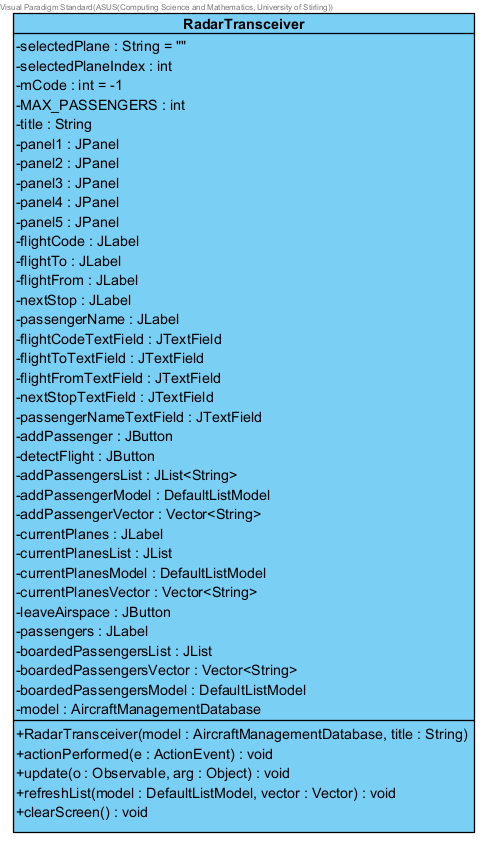 Visual Paradigm Standard(ASUS(Computing Science and Mathematics, University of Stirling))
RadarTransceiver
-selectedPlane : String = ""
-selectedPlaneIndex : int
-mCode : int = -1
-MAX_PASSENGERS : int
-title : String
-panel1 : JPanel
-panel2 : JPanel
-panel3 : JPanel
-panel4 : JPanel
-panel5 : JPanel
-flightCode : JLabel
-flightTo : JLabel
-flightFrom : JLabel
-nextStop : JLabel
-passengerName : JLabel
-flightCodeTextField : JTextField
-flightToTextField : JTextField
-flightFromTextField : JTextField
-nextStopTextField : JTextField
-passengerNameTextField : JTextField
-addPassenger : JButton
-detectFlight : JButton
-addPassengersList : JList<String>
-addPassengerModel : DefaultListModel
-addPassengerVector : Vector<String>
-currentPlanes : JLabel
-currentPlanesList : JList
-currentPlanesModel : DefaultListModel
-currentPlanesVector : Vector<String>
-leaveAirspace : JButton
-passengers : JLabel
-boardedPassengersList : JList
-boardedPassengersVector : Vector<String>
-boardedPassengersModel : DefaultListModel
-model : AircraftManagementDatabase
+RadarTransceiver(model : AircraftManagementDatabase, title : String)
+actionPerformed(e : ActionEvent) : void
+update(o : Observable, arg : Object) : void
+refreshList(model : DefaultListModel, vector : Vector) : void
+clearScreen() : void